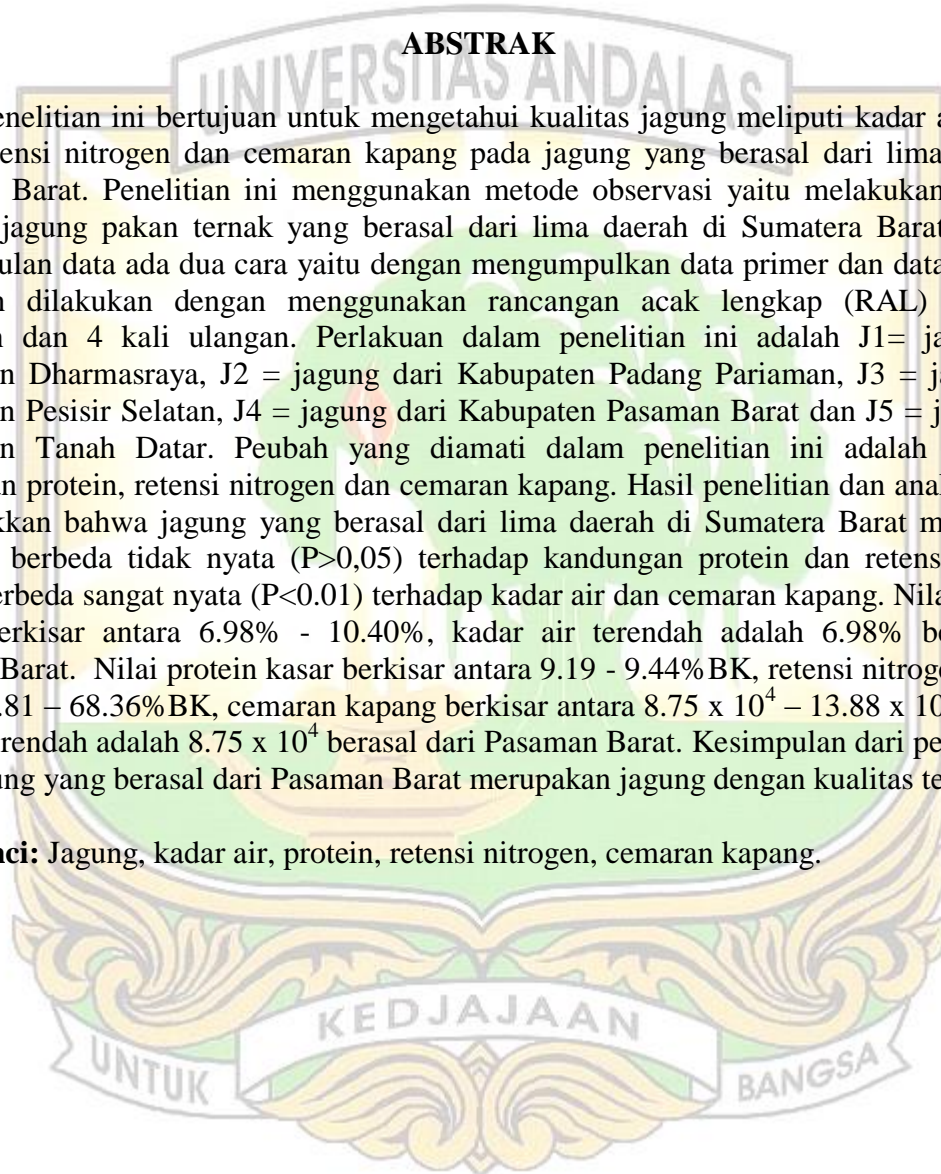 ABSTRAK
UNIVERSITAS ANDALAS
enelitian ini bertujuan untuk mengetahui kualitas jagung meliputi kadar a
ensi nitrogen dan cemaran kapang pada jagung yang berasal dari lima
Barat. Penelitian ini menggunakan metode observasi yaitu melakukan
jagung pakan ternak yang berasal dari lima daerah di Sumatera Barat
ulan data ada dua cara yaitu dengan mengumpulkan data primer dan data
n dilakukan dengan menggunakan rancangan acak lengkap (RAL)
n dan 4 kali ulangan. Perlakuan dalam penelitian ini adalah J1= ja
n Dharmasraya, J2 = jagung dari Kabupaten Padang Pariaman, J3 = ja
n Pesisir Selatan, J4 = jagung dari Kabupaten Pasaman Barat dan J5 = j
n Tanah Datar. Peubah yang diamati dalam penelitian ini adalah
n protein, retensi nitrogen dan cemaran kapang. Hasil penelitian dan anal
kkan bahwa jagung yang berasal dari lima daerah di Sumatera Barat m
berbeda tidak nyata (P>0,05) terhadap kandungan protein dan retens
erbeda sangat nyata (P<0.01) terhadap kadar air dan cemaran kapang. Nila
erkisar antara 6.98% - 10.40%, kadar air terendah adalah 6.98% be
Barat. Nilai protein kasar berkisar antara 9.19 - 9.44%BK, retensi nitroge
.81 – 68.36%BK, cemaran kapang berkisar antara 8.75 x 10⁴ – 13.88 x 10
erendah adalah 8.75 x 10⁴ berasal dari Pasaman Barat. Kesimpulan dari pe
ung yang berasal dari Pasaman Barat merupakan jagung dengan kualitas te
nci: Jagung, kadar air, protein, retensi nitrogen, cemaran kapang.
KEDJAJAAN
UNTUK
BANGSA